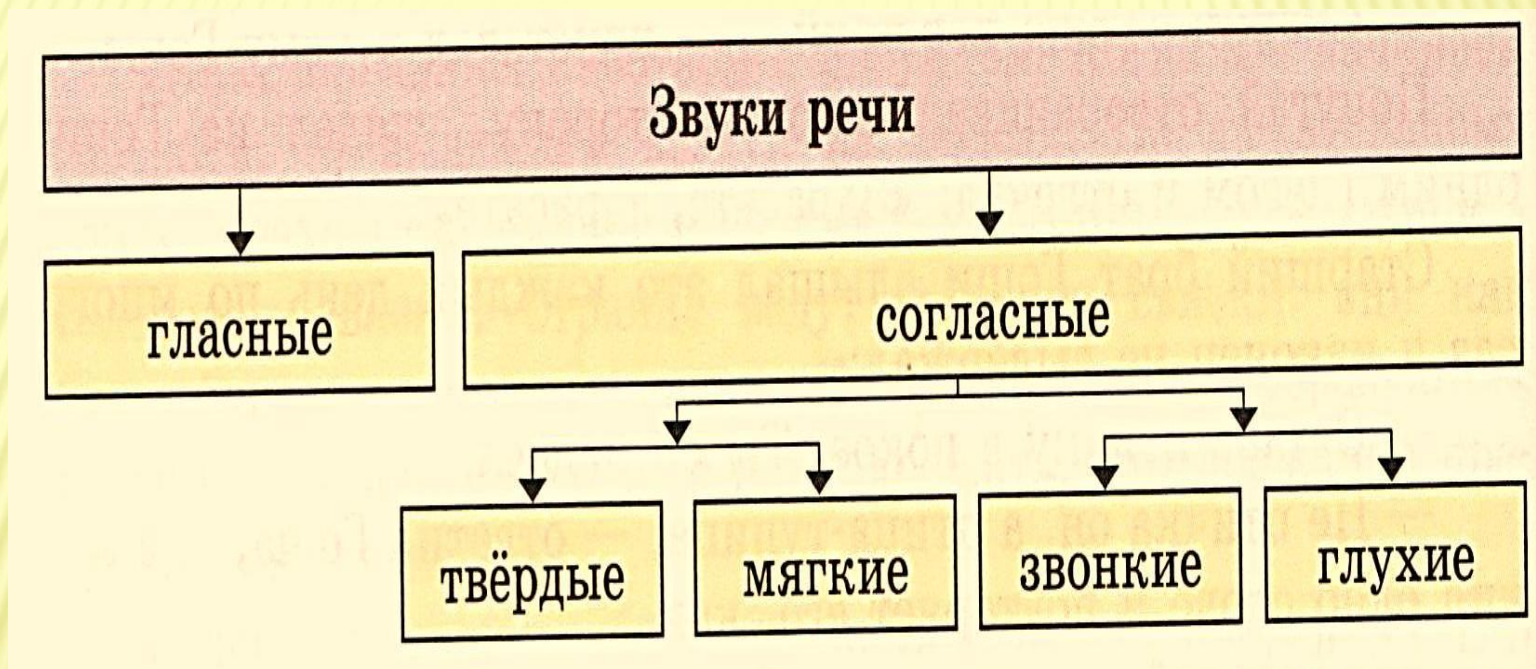 Звуки речи
гласные
согласные
твёрдые
мягкие
звонкие
глухие